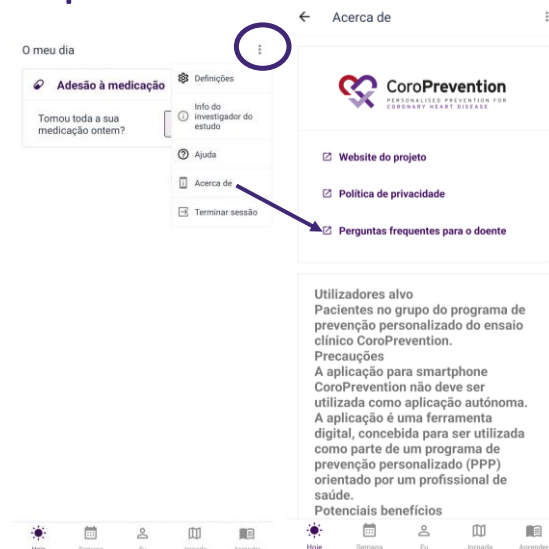 O meu dia
Adesão à medicação
Tomou toda a sua
medicação ontem?
Definições
Info do
investigador do
estudo
Ajuda
Acerca de
Terminar sessão
Hoje
Semana
Eu
Jornada
Aprender
Acerca de
CoroPrevention
PERSONALISED PREVENTION FOR
CORONARY HEART DISEASE
Website do projeto
Política de privacidade
Perguntas frequentes para o doente
Utilizadores alvo
Pacientes no grupo do programa de
prevenção personalizado do ensaio
clínico CoroPrevention.
Precauções
A aplicação para smartphone
CoroPrevention não deve ser
utilizada como aplicação autónoma.
A aplicação é uma ferramenta
digital, concebida para ser utilizada
como parte de um programa de
prevenção personalizado (PPP)
orientado por um profissional de
saúde.
Potenciais benefícios
Hoje
Semana
Eu
Jornada
Aprender